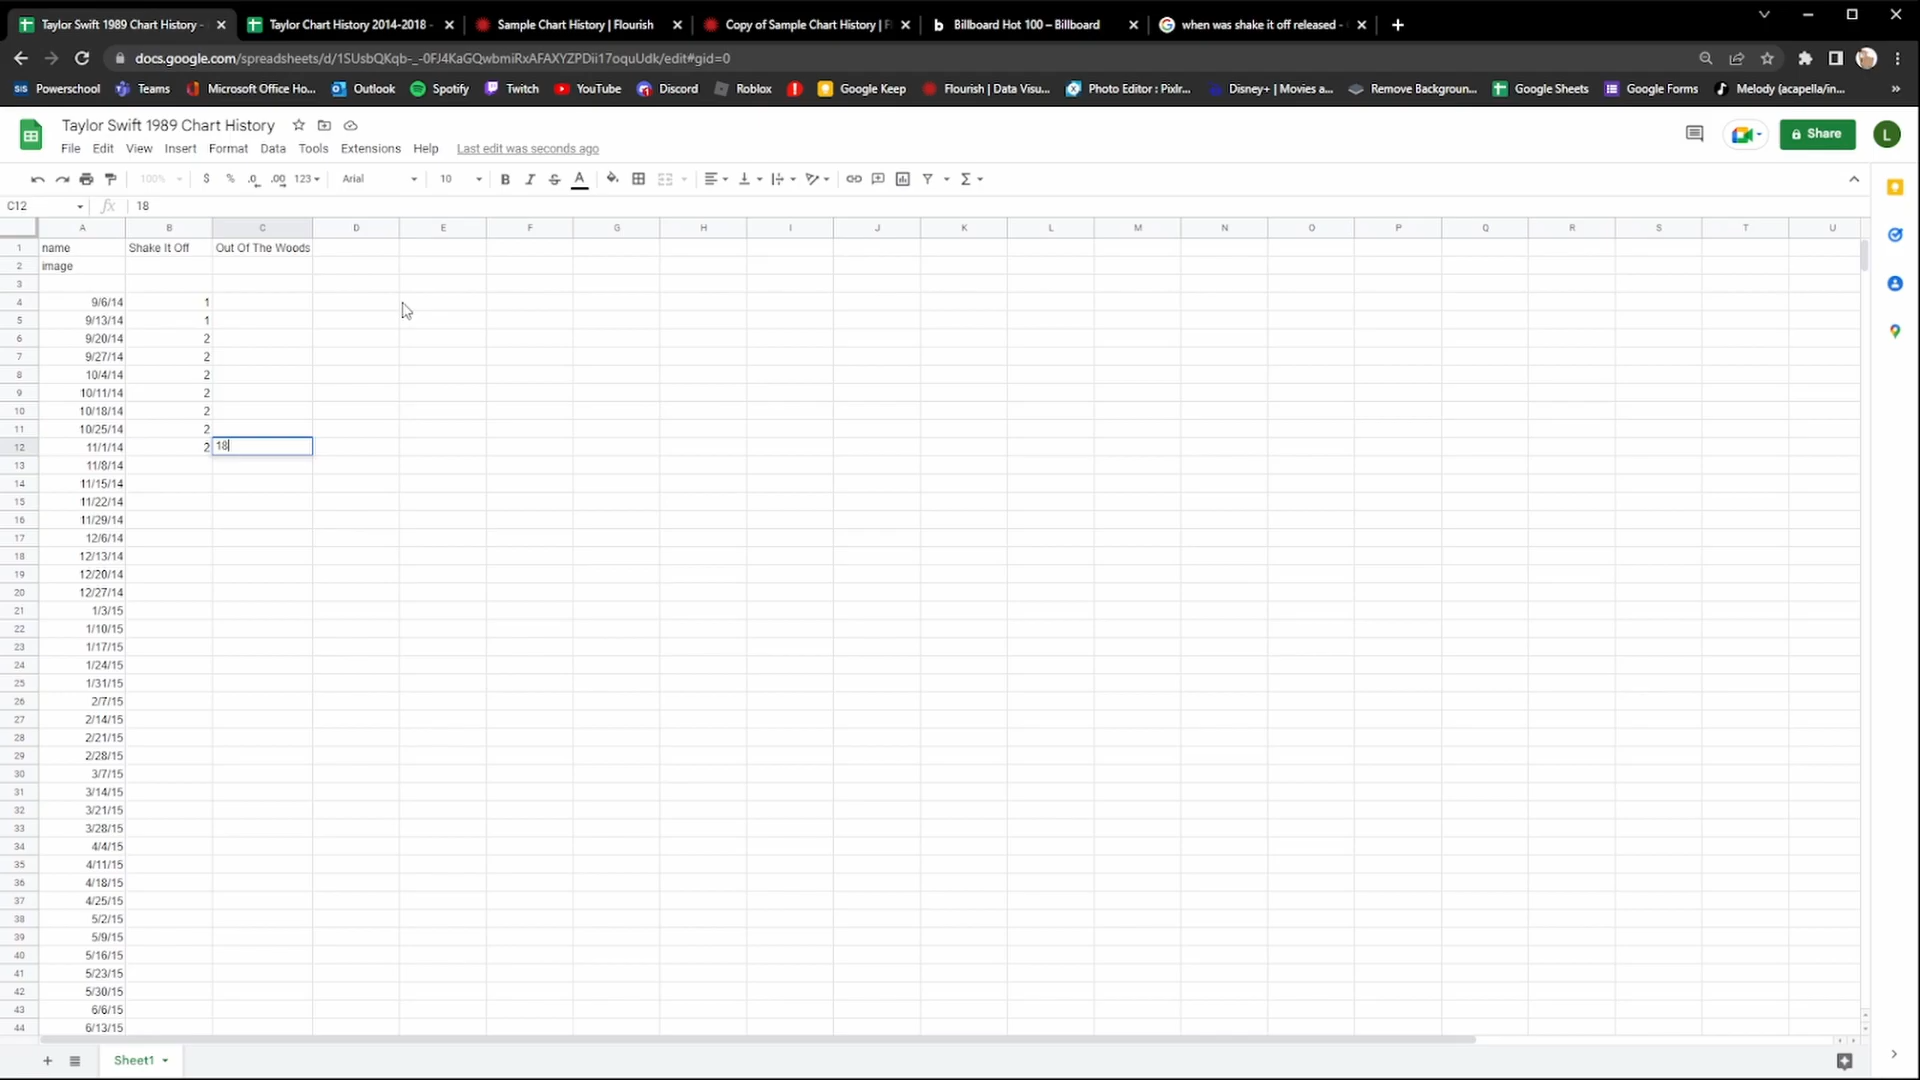 Taylor Swift 1989 Chart History - Taylor Chart History 2014-2018 - Sample Chart History | Flourish Copy of Sample Chart History | F Billboard Hot 100 – Billboard when was shake it off released -
docs.google.com/spreadsheets/d/1SUsbQKqb-_-0FJ4KaGQwbmiRxAFAXYZPDii17oquUdk/edit#gid=0
Powerschool Teams Microsoft Office Ho... Outlook Spotify Twitch YouTube Discord Roblox Google Keep Flourish | Data Visu... Photo Editor : Pixlr... Disney+ | Movies a... Remove Backgroun... Google Sheets Google Forms Melody (acapella/in... »
Taylor Swift 1989 Chart History
Share L
File Edit View Insert Format Data Tools Extensions Help Last edit was seconds ago
100% $ % .0 .00 123 Arial 10 B I S A Σ
C12 fx 18
A B C D E F G H I J K L M N O P Q R S T U
1 name Shake It Off Out Of The Woods
2 image
3
4 9/6/14 1
5 9/13/14 1
6 9/20/14 2
7 9/27/14 2
8 10/4/14 2
9 10/11/14 2
10 10/18/14 2
11 10/25/14 2
12 11/1/14 2 18
13 11/8/14
14 11/15/14
15 11/22/14
16 11/29/14
17 12/6/14
18 12/13/14
19 12/20/14
20 12/27/14
21 1/3/15
22 1/10/15
23 1/17/15
24 1/24/15
25 1/31/15
26 2/7/15
27 2/14/15
28 2/21/15
29 2/28/15
30 3/7/15
31 3/14/15
32 3/21/15
33 3/28/15
34 4/4/15
35 4/11/15
36 4/18/15
37 4/25/15
38 5/2/15
39 5/9/15
40 5/16/15
41 5/23/15
42 5/30/15
43 6/6/15
44 6/13/15
Sheet1